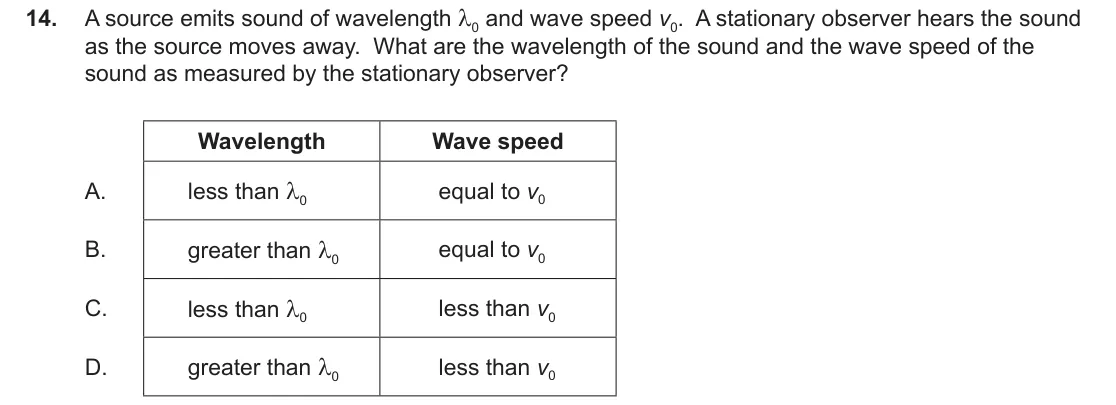 14. A source emits sound of wavelength λ₀ and wave speed v₀. A stationary observer hears the sound
as the source moves away. What are the wavelength of the sound and the wave speed of the
sound as measured by the stationary observer?
Wavelength Wave speed
A. less than λ₀ equal to v₀
B. greater than λ₀ equal to v₀
C. less than λ₀ less than v₀
D. greater than λ₀ less than v₀